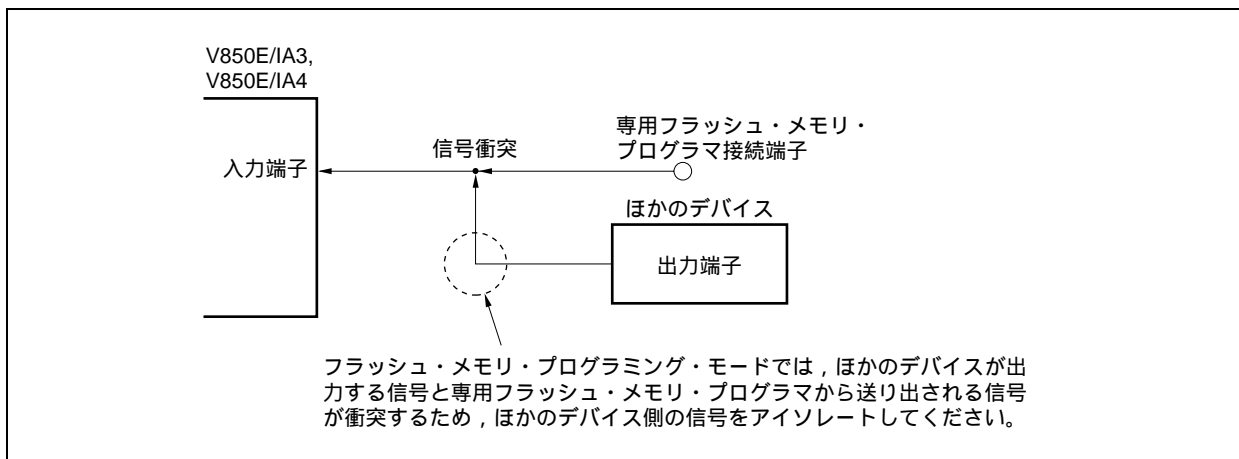 V850E/IA3,
V850E/IA4
入力端子
信号衝突
専用フラッシュ・メモリ・
プログラマ接続端子
ほかのデバイス
出力端子
フラッシュ・メモリ・プログラミング・モードでは，ほかのデバイスが出
力する信号と専用フラッシュ・メモリ・プログラマから送り出される信号
が衝突するため，ほかのデバイス側の信号をアイソレートしてください。